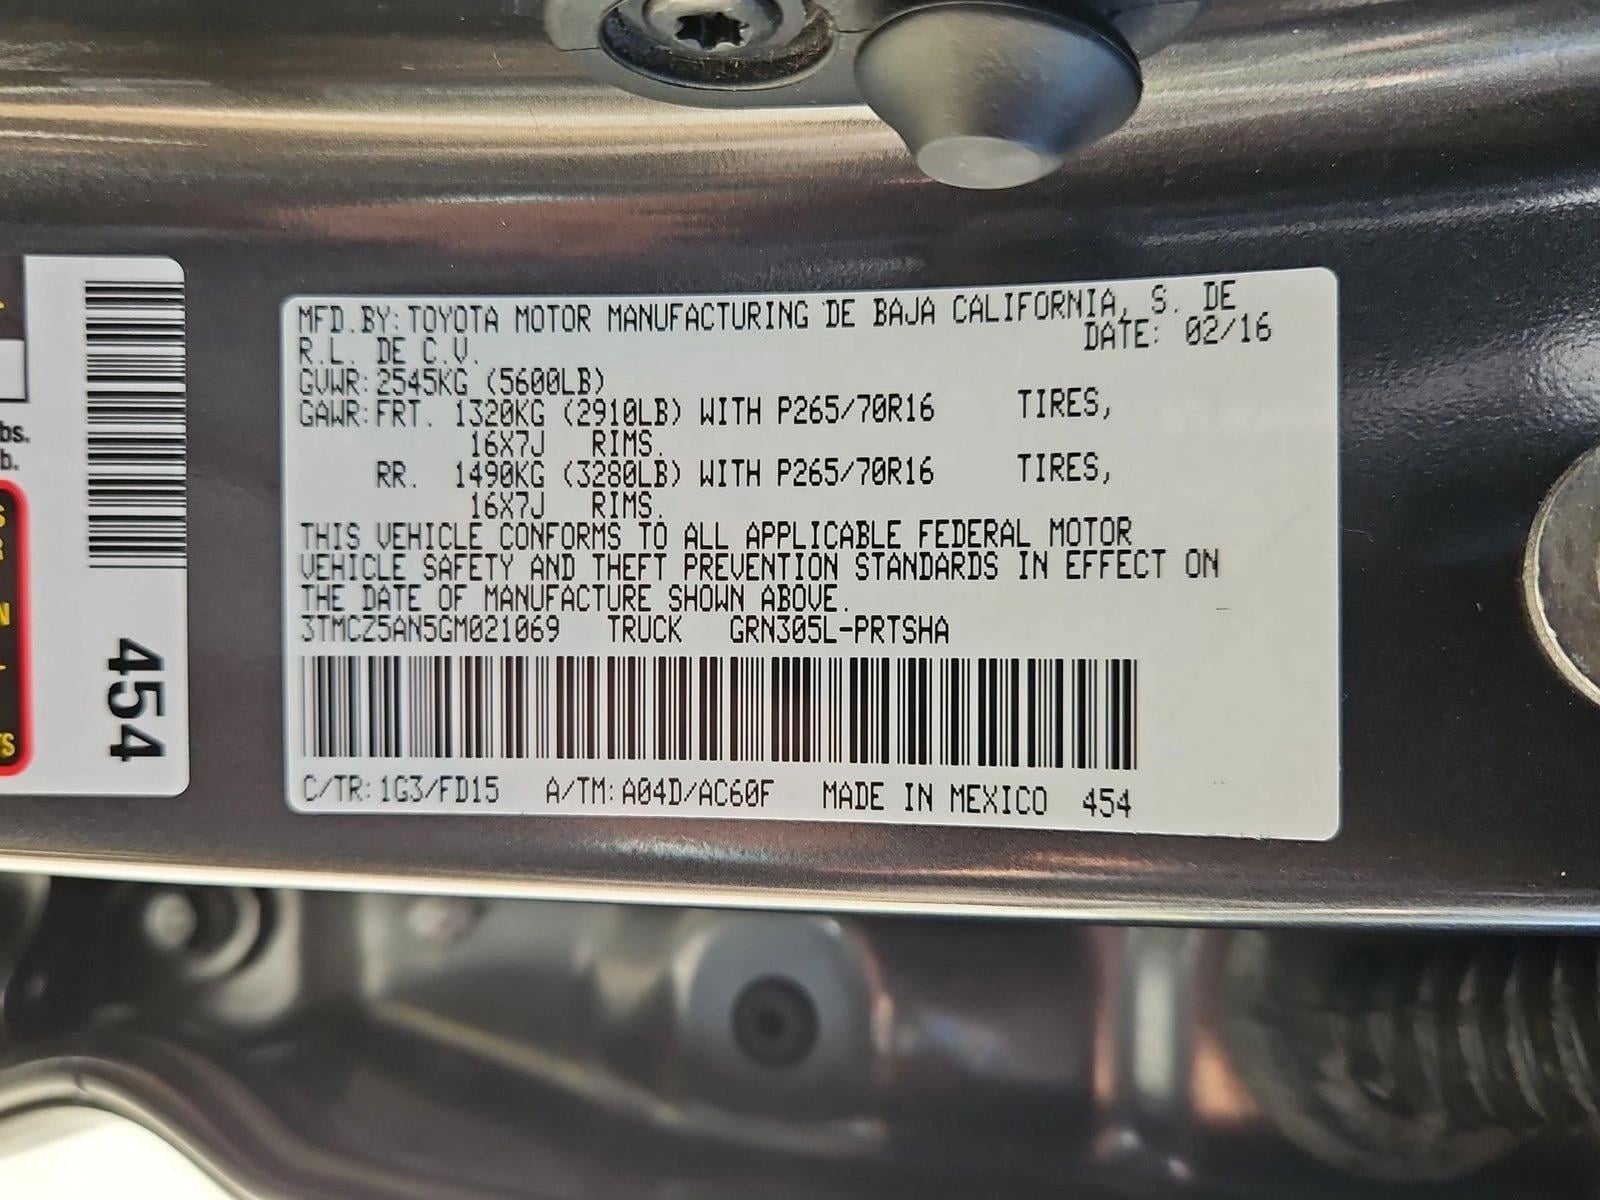 MFD.BY:TOYOTA MOTOR MANUFACTURING DE BAJA CALIFORNIA, S. DE
R.L. DE C.V. DATE: 02/16
GVWR:2545KG (5600LB)
GAWR:FRT. 1320KG (2910LB) WITH P265/70R16 TIRES,
16X7J RIMS.
RR. 1490KG (3280LB) WITH P265/70R16 TIRES,
16X7J RIMS.
THIS VEHICLE CONFORMS TO ALL APPLICABLE FEDERAL MOTOR
VEHICLE SAFETY AND THEFT PREVENTION STANDARDS IN EFFECT ON
THE DATE OF MANUFACTURE SHOWN ABOVE.
3TMCZ5AN5GM021069 TRUCK GRN305L-PRTSHA
C/TR:1G3/FD15 A/TM:A04D/AC60F MADE IN MEXICO 454
bs.
b.
454